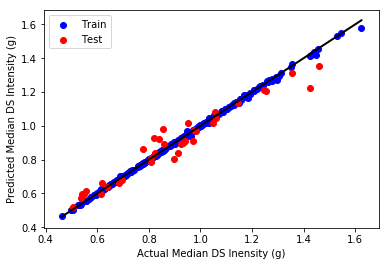 Train
Test
Predicted Median DS Intensity (g)
1.6
1.4
1.2
1.0
0.8
0.6
0.4
0.4 0.6 0.8 1.0 1.2 1.4 1.6
Actual Median DS Inensity (g)